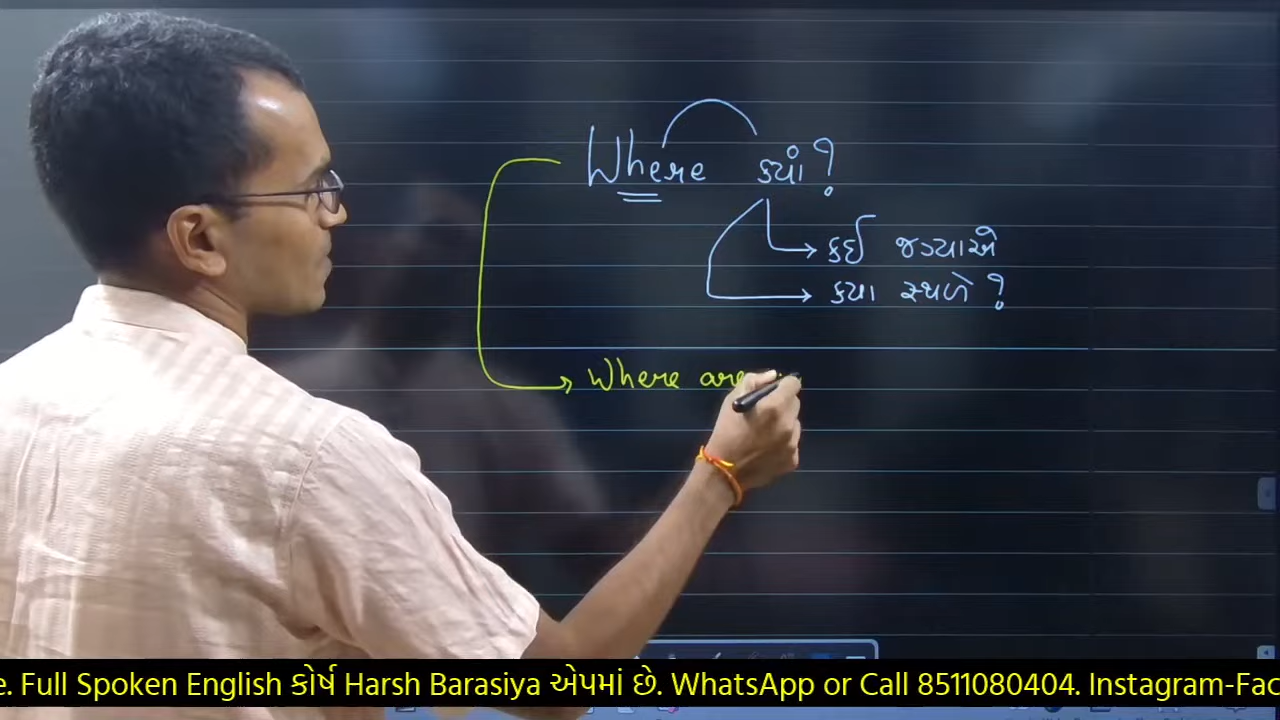 Where ક્યાં?
કઈ જગ્યાએ
ક્યા સ્થળે ?
Where are
e. Full Spoken English કોર્ષ Harsh Barasiya એપમાં છે. WhatsApp or Call 8511080404. Instagram-Fac